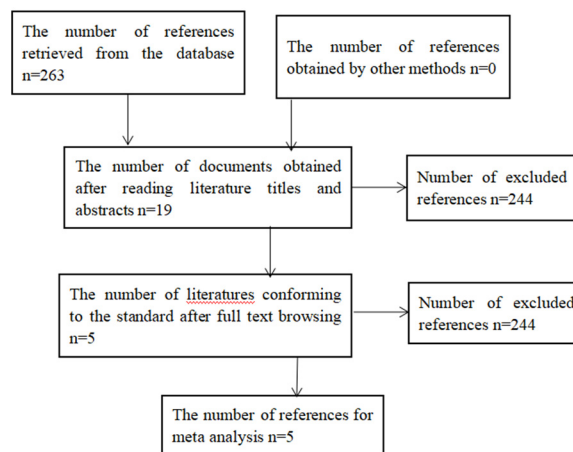 The number of references
retrieved from the database
n=263
The number of references
obtained by other methods n=0
The number of documents obtained
after reading literature titles and
abstracts n=19
Number of excluded
references n=244
The number of literatures conforming
to the standard after full text browsing
n=5
Number of excluded
references n=244
The number of references for
meta analysis n=5